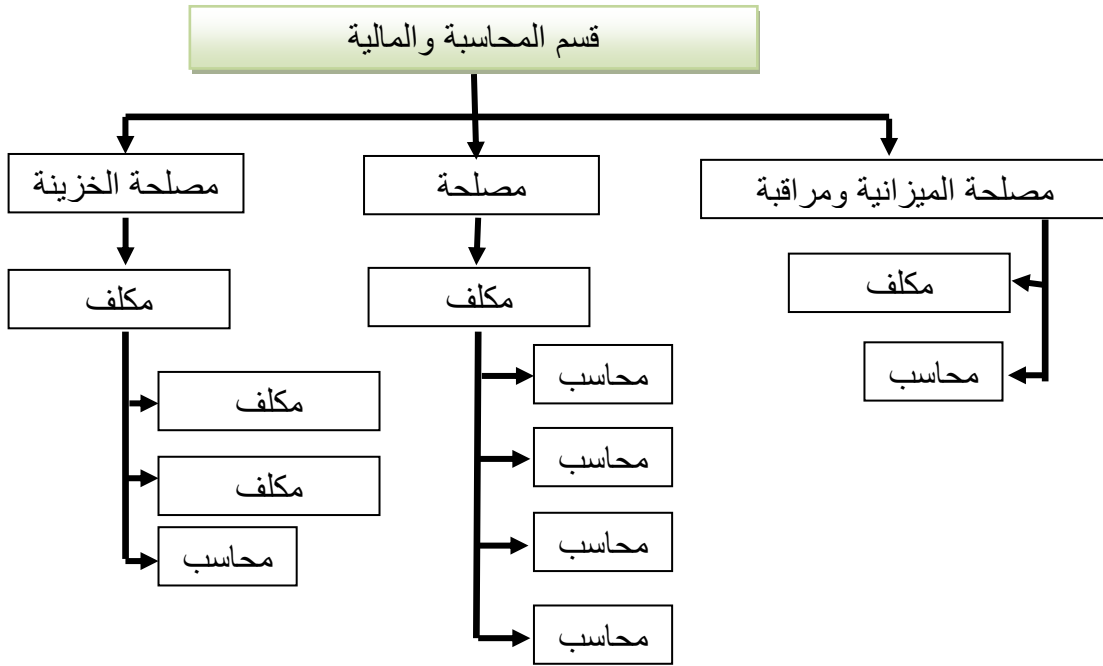 قسم المحاسبة والمالية
مصلحة الميزانية ومراقبة
مصلحة
مصلحة الخزينة
مكلف
محاسب
مكلف
محاسب
محاسب
محاسب
محاسب
مكلف
مكلف
مكلف
محاسب